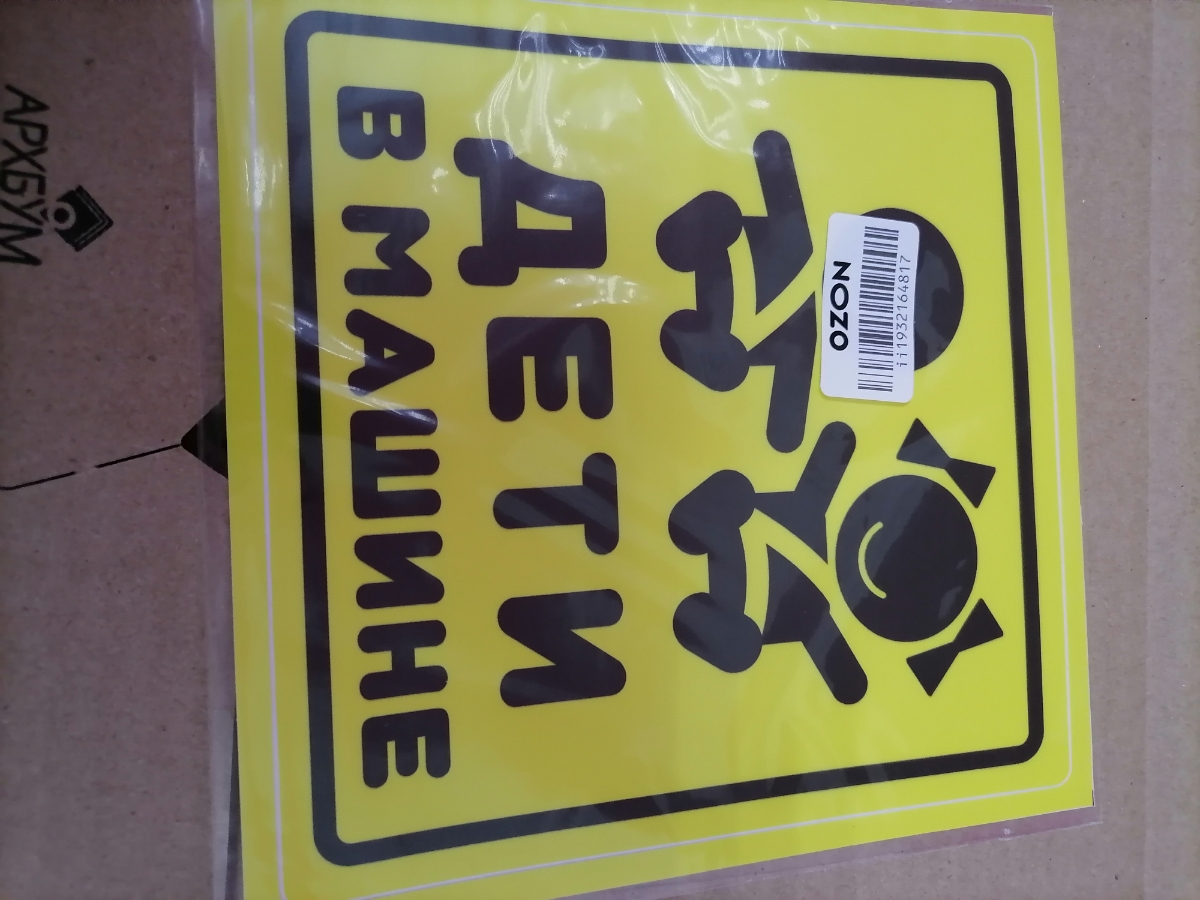 OZON
ii1932164817
ДЕТИ
В МАШИНЕ
АРХБУМ